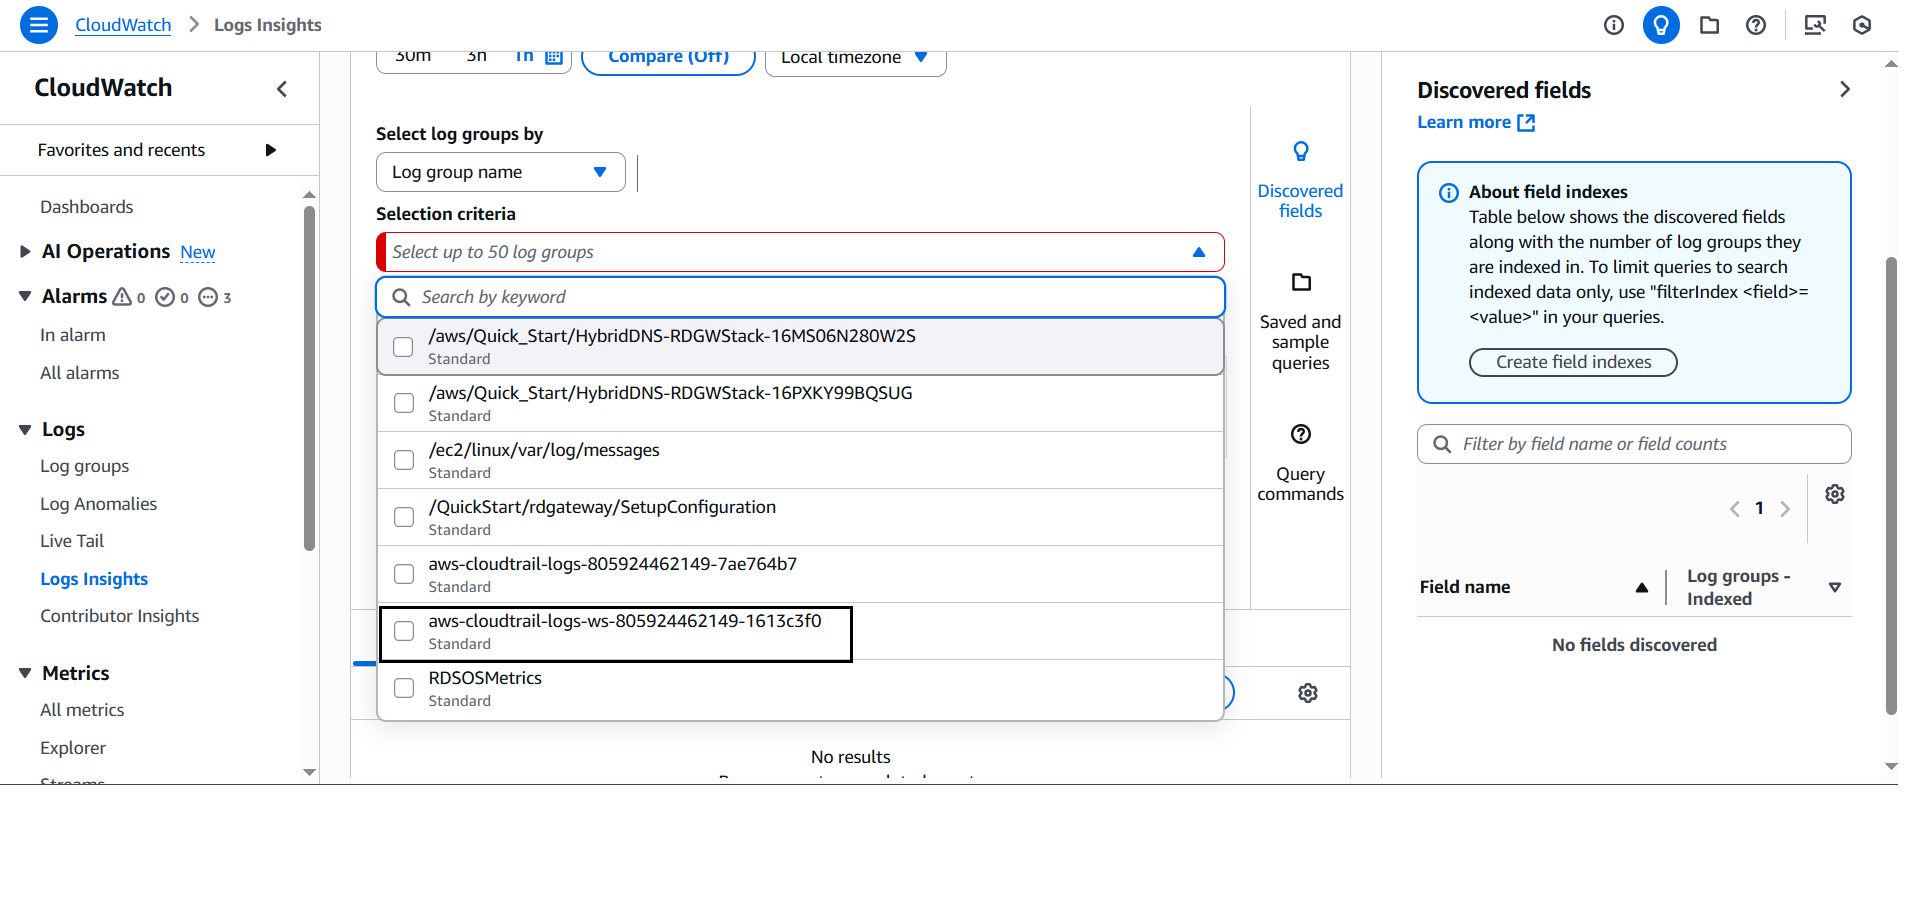 CloudWatch > Logs Insights
CloudWatch
Favorites and recents
Dashboards
AI Operations New
Alarms 0 0 3
In alarm
All alarms
Logs
Log groups
Log Anomalies
Live Tail
Logs Insights
Contributor Insights
Metrics
All metrics
Explorer
Streams
30m 3h 1h Compare (Off) Local timezone
Select log groups by
Log group name
Selection criteria
Select up to 50 log groups
Search by keyword
/aws/Quick_Start/HybridDNS-RDGWStack-16MS06N280W2S
Standard
/aws/Quick_Start/HybridDNS-RDGWStack-16PXKY99BQSUG
Standard
/ec2/linux/var/log/messages
Standard
/QuickStart/rdgateway/SetupConfiguration
Standard
aws-cloudtrail-logs-805924462149-7ae764b7
Standard
aws-cloudtrail-logs-ws-805924462149-1613c3f0
Standard
RDSOSMetrics
Standard
No results
Discovered
fields
Saved and
sample
queries
Query
commands
Discovered fields
Learn more
About field indexes
Table below shows the discovered fields
along with the number of log groups they
are indexed in. To limit queries to search
indexed data only, use "filterIndex <field>=
<value>" in your queries.
Create field indexes
Filter by field name or field counts
1
Field name
Log groups -
Indexed
No fields discovered